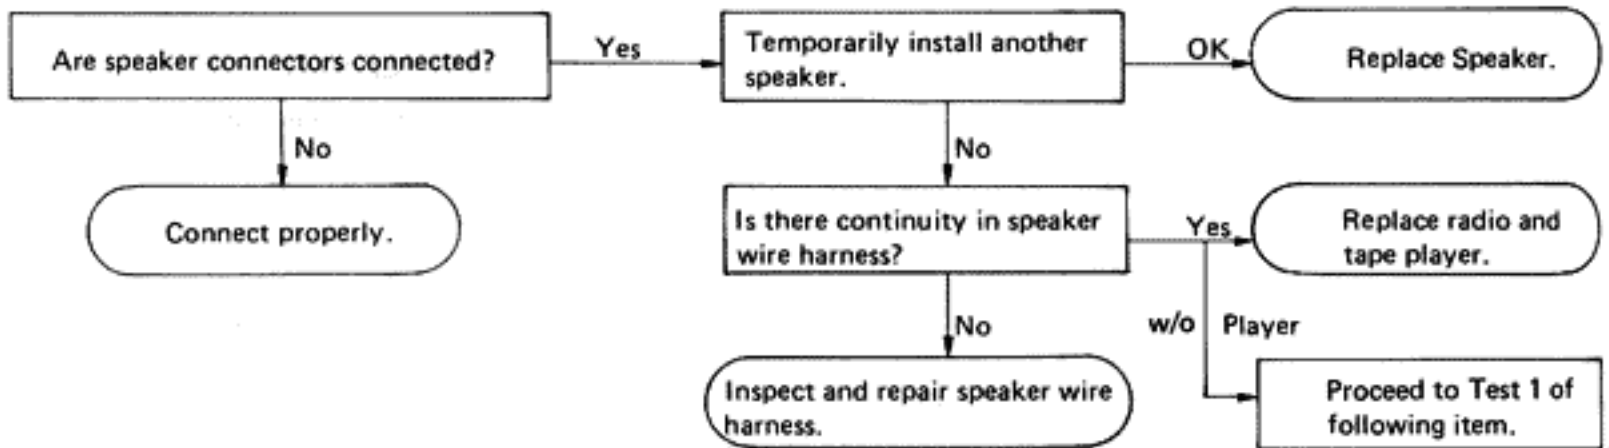 Are speaker connectors connected?
Yes
Temporarily install another
speaker.
OK
Replace Speaker.
No
Connect properly.
No
Is there continuity in speaker
wire harness?
Yes
Replace radio and
tape player.
No
w/o Player
Inspect and repair speaker wire
harness.
Proceed to Test 1 of
following item.